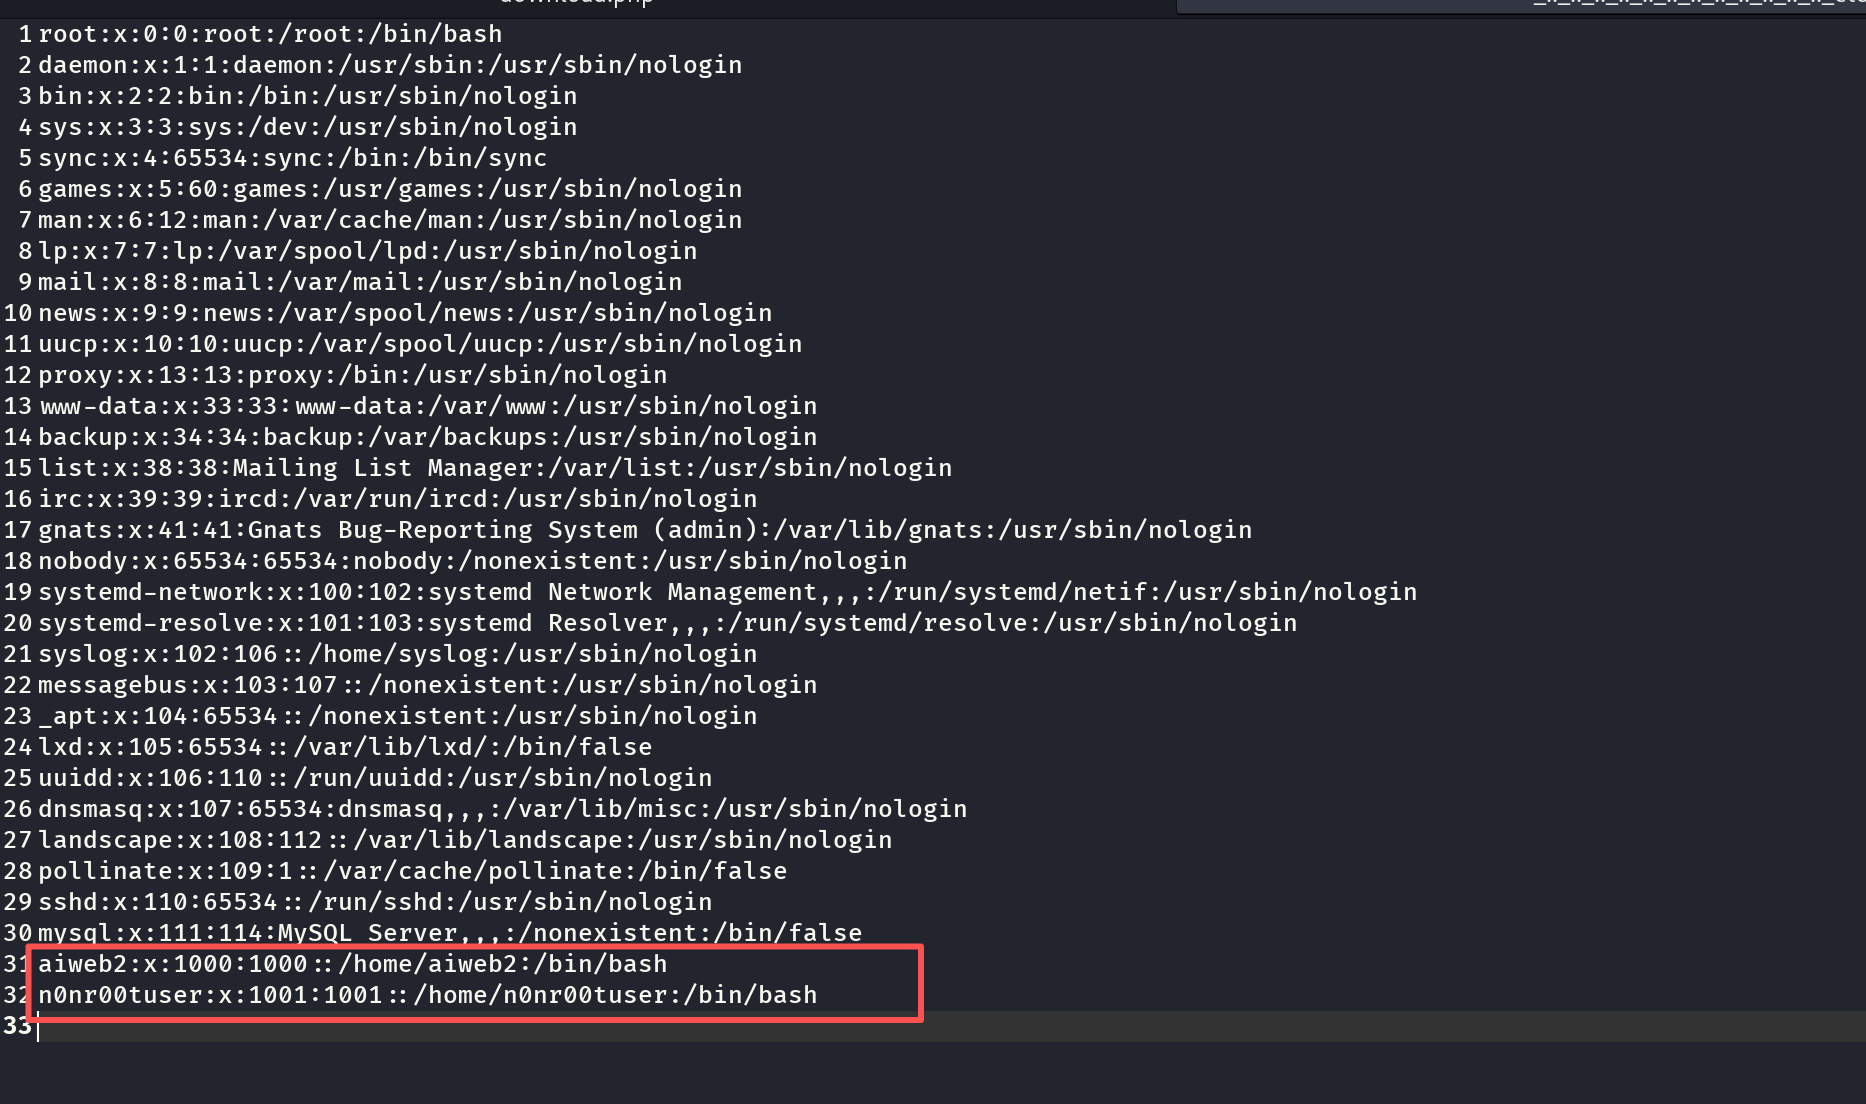 download.php
1 root:x:0:0:root:/root:/bin/bash
2 daemon:x:1:1:daemon:/usr/sbin:/usr/sbin/nologin
3 bin:x:2:2:bin:/bin:/usr/sbin/nologin
4 sys:x:3:3:sys:/dev:/usr/sbin/nologin
5 sync:x:4:65534:sync:/bin:/bin/sync
6 games:x:5:60:games:/usr/games:/usr/sbin/nologin
7 man:x:6:12:man:/var/cache/man:/usr/sbin/nologin
8 lp:x:7:7:lp:/var/spool/lpd:/usr/sbin/nologin
9 mail:x:8:8:mail:/var/mail:/usr/sbin/nologin
10 news:x:9:9:news:/var/spool/news:/usr/sbin/nologin
11 uucp:x:10:10:uucp:/var/spool/uucp:/usr/sbin/nologin
12 proxy:x:13:13:proxy:/bin:/usr/sbin/nologin
13 www-data:x:33:33:www-data:/var/www:/usr/sbin/nologin
14 backup:x:34:34:backup:/var/backups:/usr/sbin/nologin
15 list:x:38:38:Mailing List Manager:/var/list:/usr/sbin/nologin
16 irc:x:39:39:ircd:/var/run/ircd:/usr/sbin/nologin
17 gnats:x:41:41:Gnats Bug-Reporting System (admin):/var/lib/gnats:/usr/sbin/nologin
18 nobody:x:65534:65534:nobody:/nonexistent:/usr/sbin/nologin
19 systemd-network:x:100:102:systemd Network Management,,,:/run/systemd/netif:/usr/sbin/nologin
20 systemd-resolve:x:101:103:systemd Resolver,,,:/run/systemd/resolve:/usr/sbin/nologin
21 syslog:x:102:106::/home/syslog:/usr/sbin/nologin
22 messagebus:x:103:107::/nonexistent:/usr/sbin/nologin
23 _apt:x:104:65534::/nonexistent:/usr/sbin/nologin
24 lxd:x:105:65534::/var/lib/lxd/:/bin/false
25 uuidd:x:106:110::/run/uuidd:/usr/sbin/nologin
26 dnsmasq:x:107:65534:dnsmasq,,,:/var/lib/misc:/usr/sbin/nologin
27 landscape:x:108:112::/var/lib/landscape:/usr/sbin/nologin
28 pollinate:x:109:1::/var/cache/pollinate:/bin/false
29 sshd:x:110:65534::/run/sshd:/usr/sbin/nologin
30 mysql:x:111:114:MySQL Server,,,:/nonexistent:/bin/false
31 aiweb2:x:1000:1000::/home/aiweb2:/bin/bash
32 n0nr00tuser:x:1001:1001::/home/n0nr00tuser:/bin/bash
33